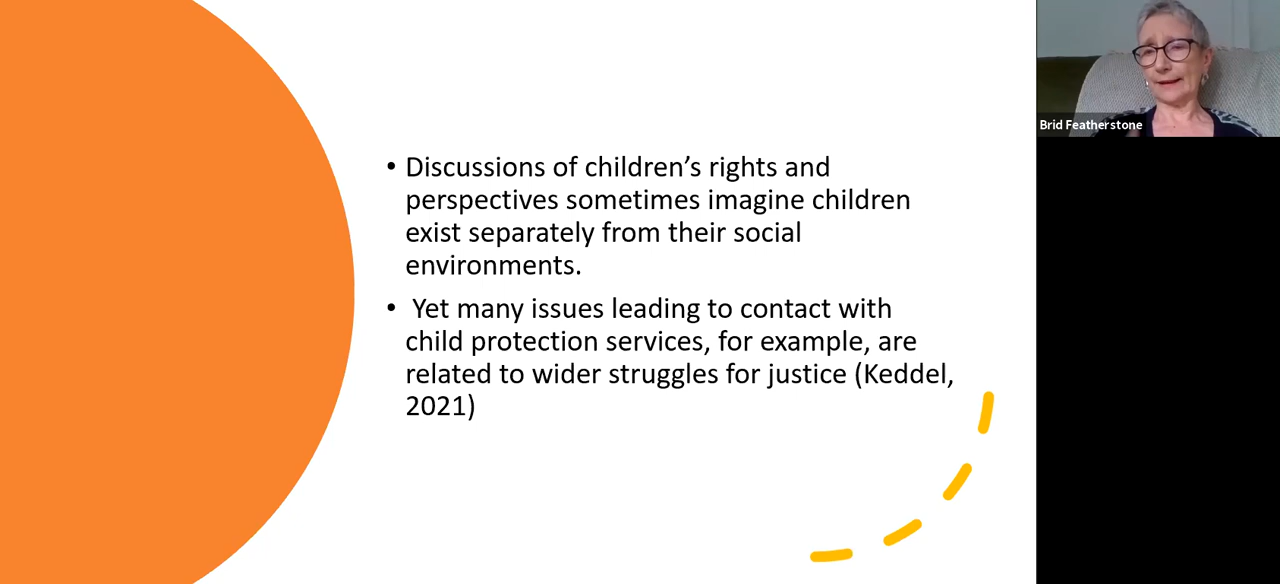 • Discussions of children’s rights and
perspectives sometimes imagine children
exist separately from their social
environments.
• Yet many issues leading to contact with
child protection services, for example, are
related to wider struggles for justice (Keddel,
2021)
Brid Featherstone